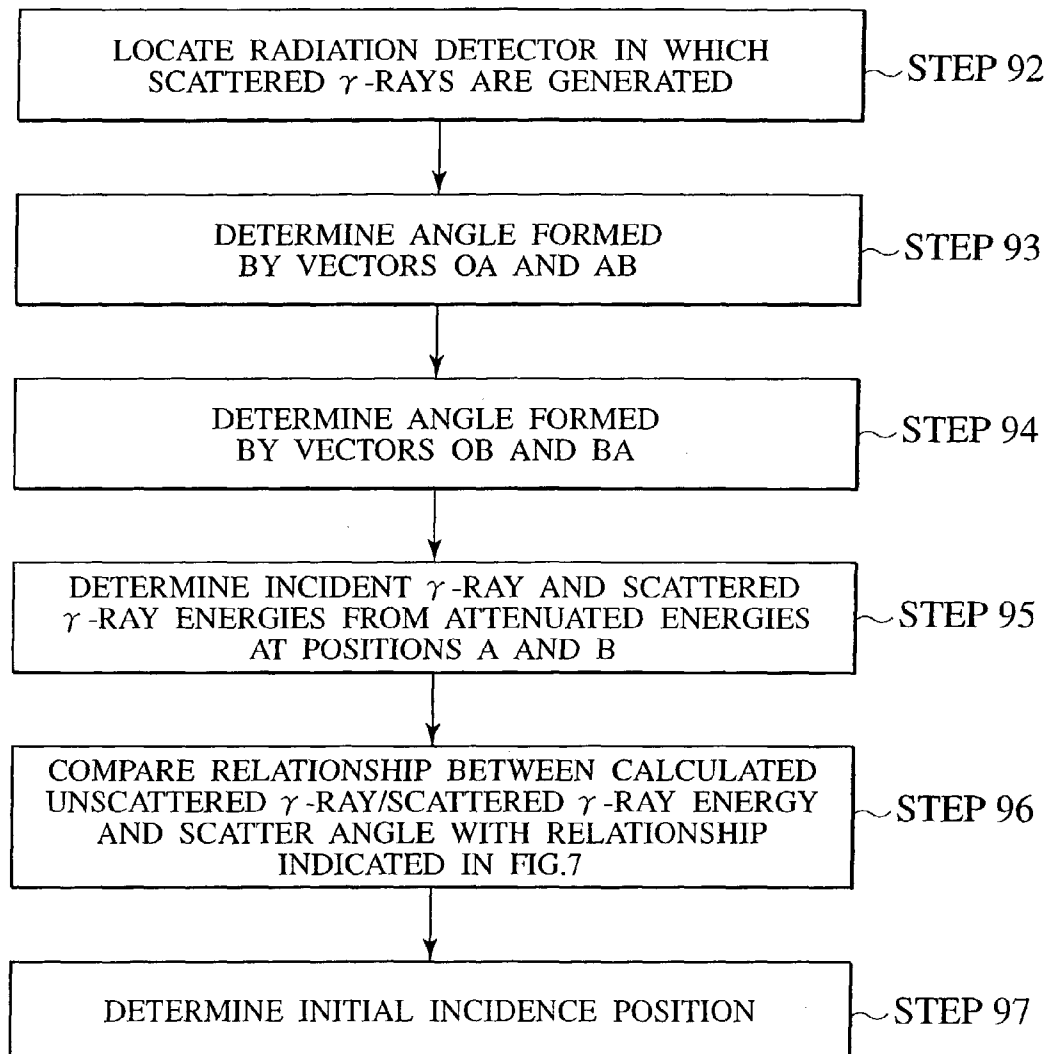 LOCATE RADIATION DETECTOR IN WHICH
SCATTERED γ-RAYS ARE GENERATED
STEP 92
DETERMINE ANGLE FORMED
BY VECTORS OA AND AB
STEP 93
DETERMINE ANGLE FORMED
BY VECTORS OB AND BA
STEP 94
DETERMINE INCIDENT γ-RAY AND SCATTERED
γ-RAY ENERGIES FROM ATTENUATED ENERGIES
AT POSITIONS A AND B
STEP 95
COMPARE RELATIONSHIP BETWEEN CALCULATED
UNSCATTERED γ-RAY/SCATTERED γ-RAY ENERGY
AND SCATTER ANGLE WITH RELATIONSHIP
INDICATED IN FIG.7
STEP 96
DETERMINE INITIAL INCIDENCE POSITION
STEP 97